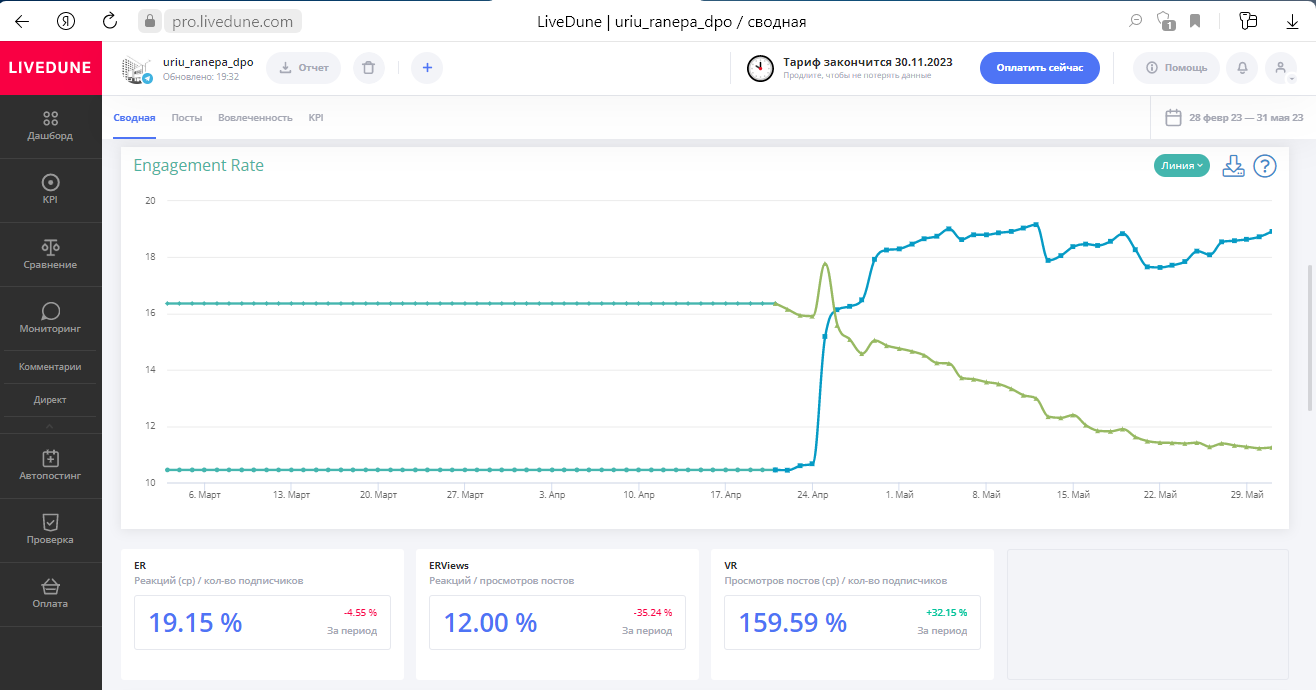 pro.livedune.com
LiveDune | uriu_ranepa_dpo / сводная
1
LIVEDUNE
uriu_ranepa_dpo
Обновлено: 19:32
Отчет
Тариф закончится 30.11.2023
Продлите, чтобы не потерять данные
Оплатить сейчас
Помощь
Дашборд
KPI
Сравнение
Мониторинг
Комментарии
Директ
Автопостинг
Проверка
Оплата
Сводная
Посты
Вовлеченность
KPI
28 февр 23 — 31 мая 23
Engagement Rate
Линия
?
20
18
16
14
12
10
6. Март
13. Март
20. Март
27. Март
3. Апр
10. Апр
17. Апр
24. Апр
1. Май
8. Май
15. Май
22. Май
29. Май
ER
Реакций (ср) / кол-во подписчиков
19.15 %
-4.55 %
За период
ERViews
Реакций / просмотров постов
12.00 %
-35.24 %
За период
VR
Просмотров постов (ср) / кол-во подписчиков
159.59 %
+32.15 %
За период